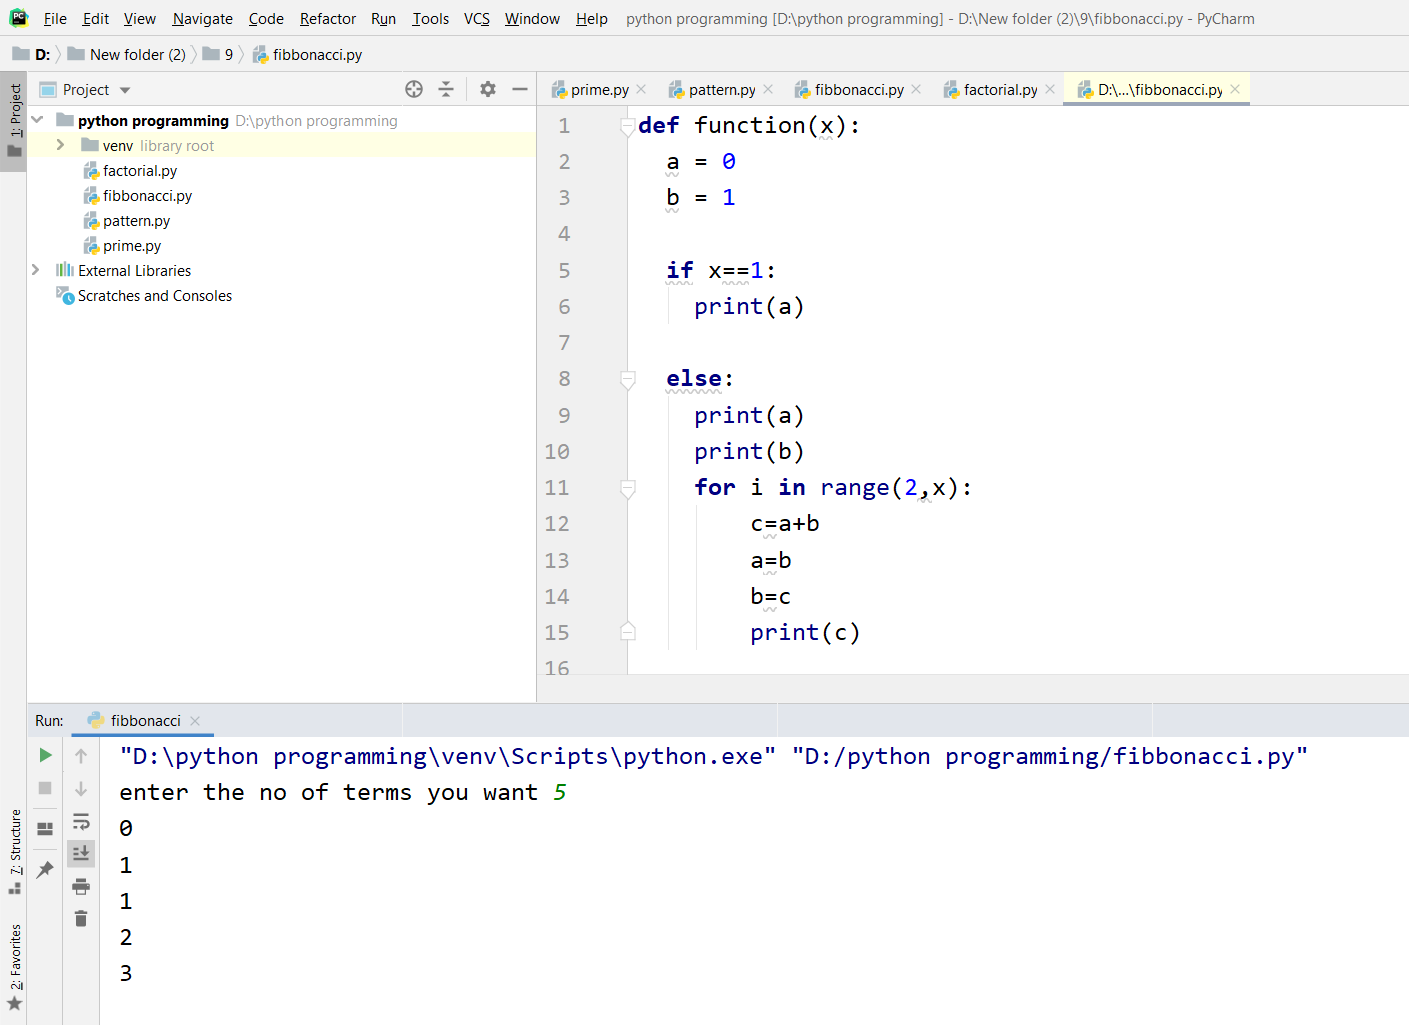 File Edit View Navigate Code Refactor Run Tools VCS Window Help python programming [D:\python programming] - D:\New folder (2)\9\fibbonacci.py - PyCharm
D: New folder (2) 9 fibbonacci.py
1: Project
Project
prime.py pattern.py fibbonacci.py factorial.py D:\...\fibbonacci.py
python programming D:\python programming
venv library root
factorial.py
fibbonacci.py
pattern.py
prime.py
External Libraries
Scratches and Consoles
1 def function(x):
2 a = 0
3 b = 1
4
5 if x==1:
6 print(a)
7
8 else:
9 print(a)
10 print(b)
11 for i in range(2,x):
12 c=a+b
13 a=b
14 b=c
15 print(c)
16
Run: fibbonacci
"D:\python programming\venv\Scripts\python.exe" "D:/python programming/fibbonacci.py"
enter the no of terms you want 5
0
1
1
2
3
7: Structure
2: Favorites